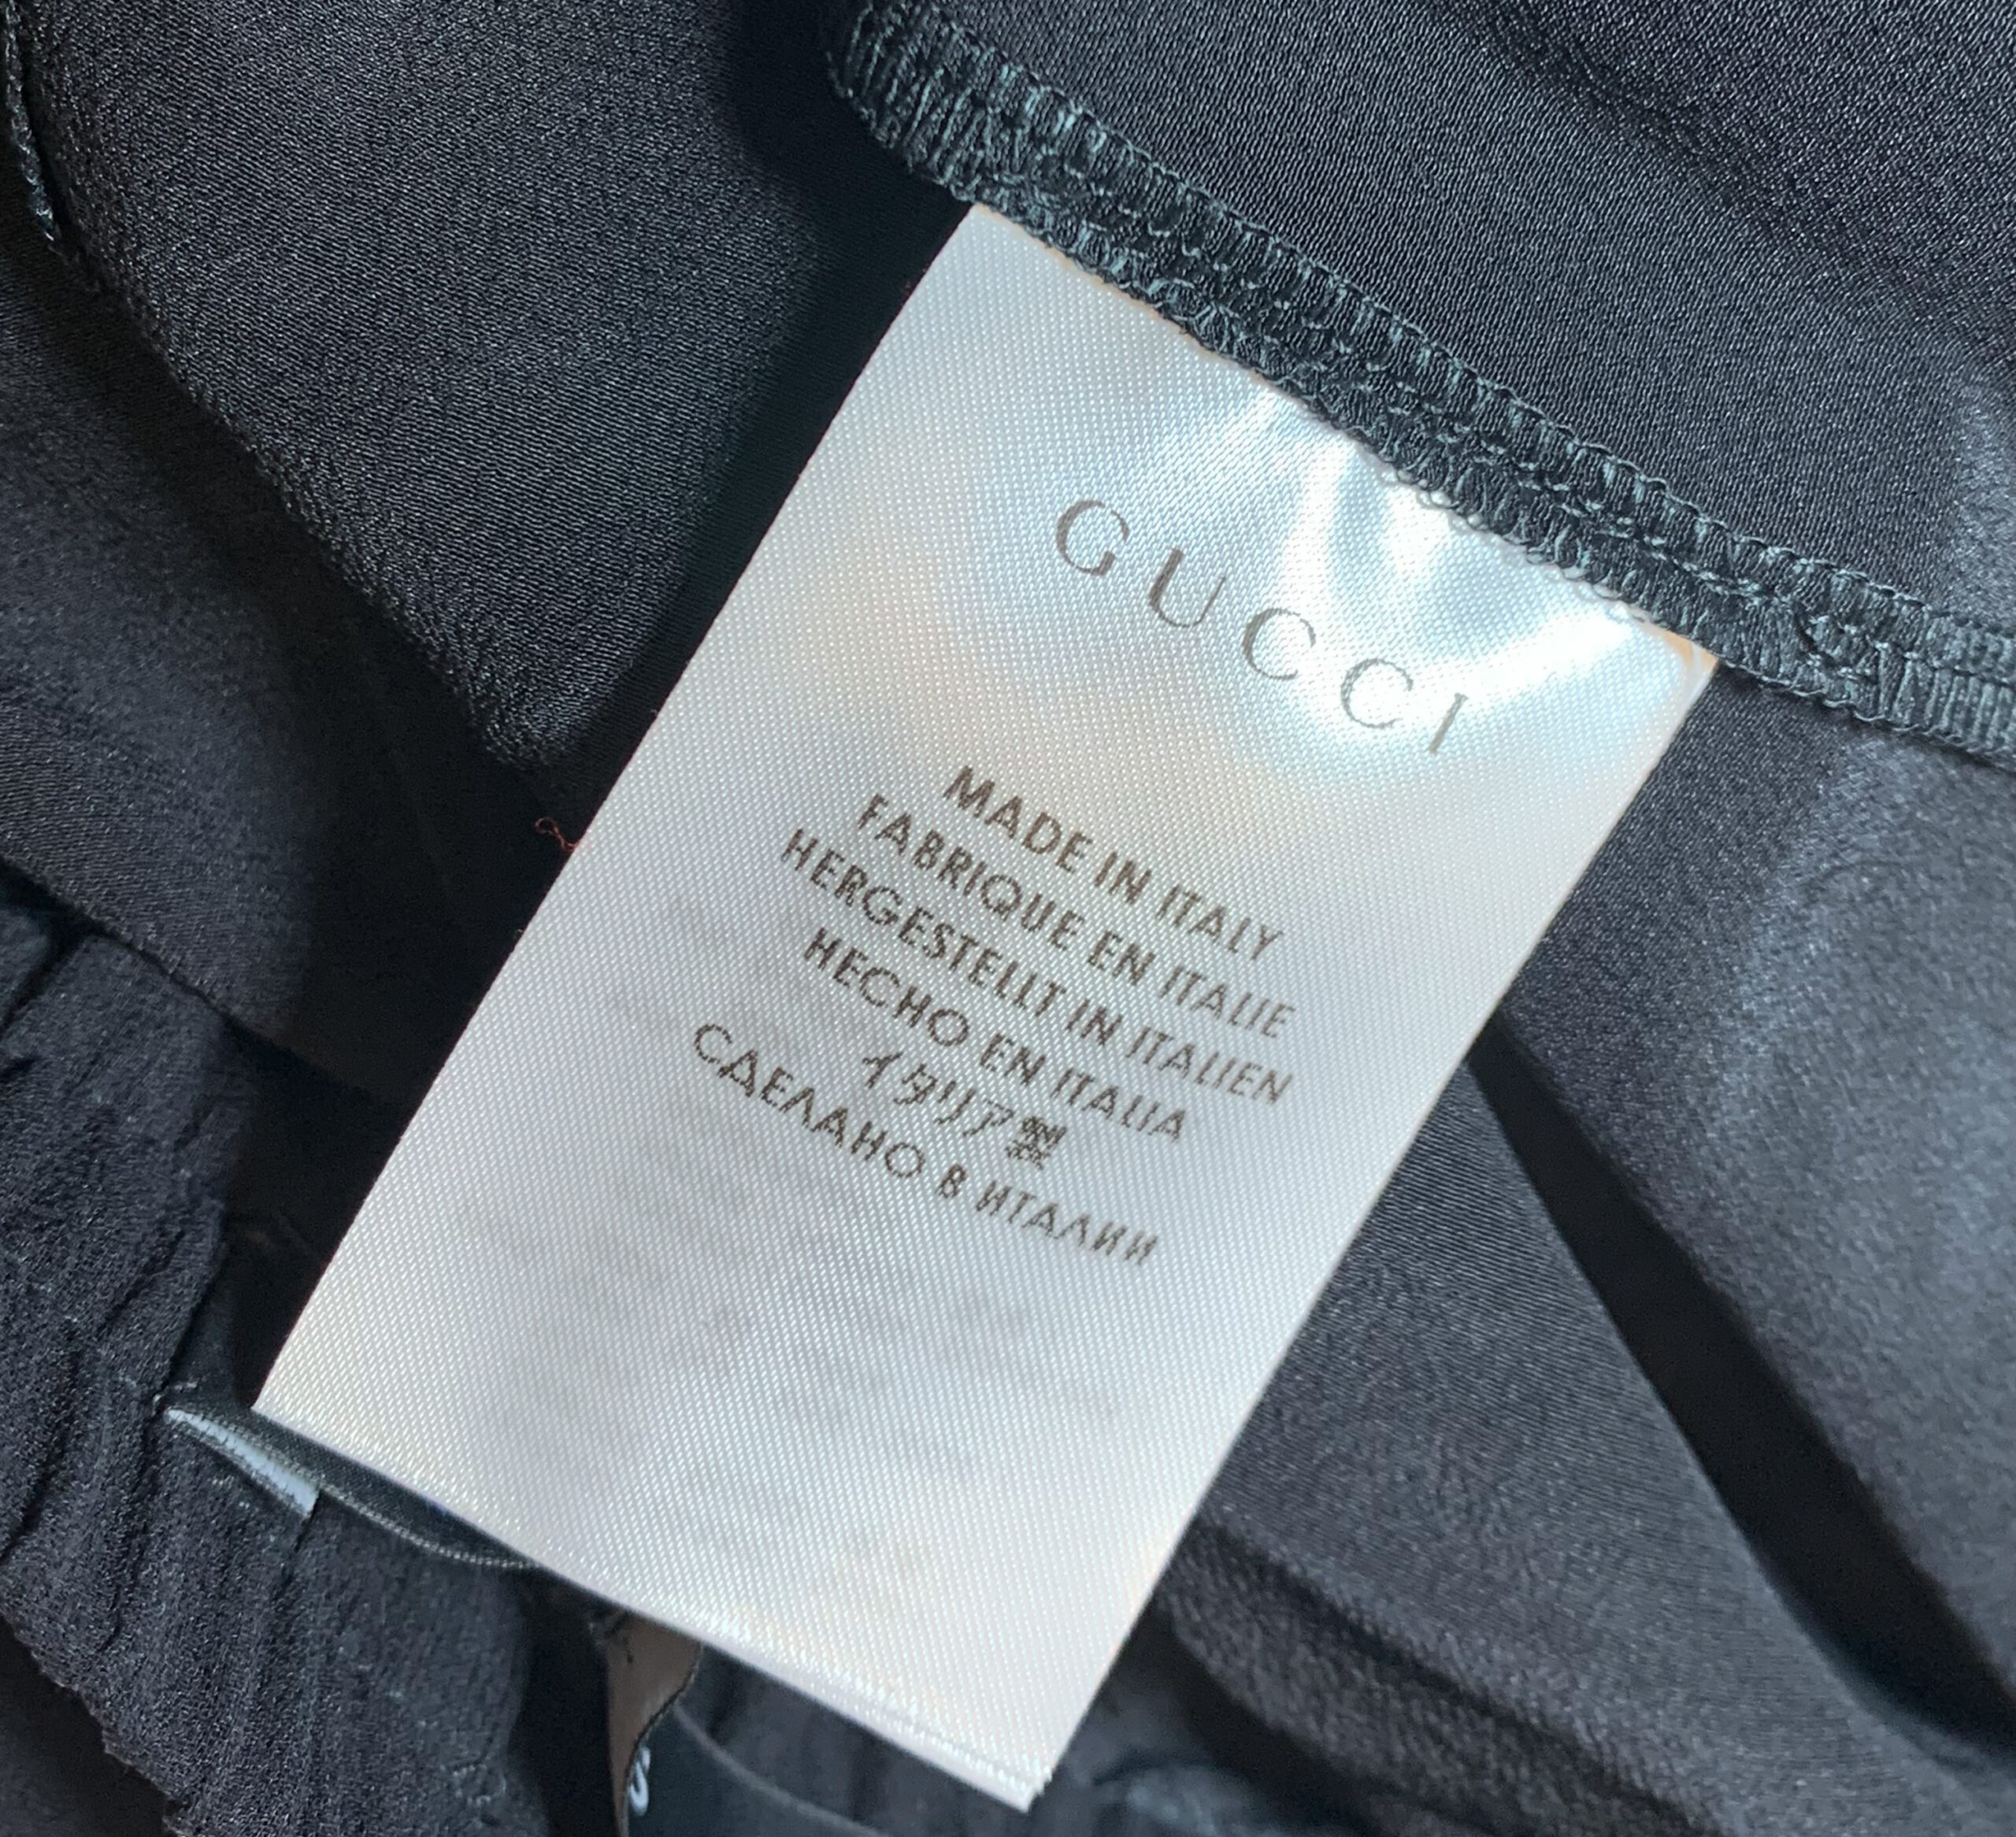 GUCCI
MADE IN ITALY
FABRIQUE EN ITALIE
HERGESTELLT IN ITALIEN
HECHO EN ITALIA
イタリア製
СДЕЛАНО В ИТАЛИИ